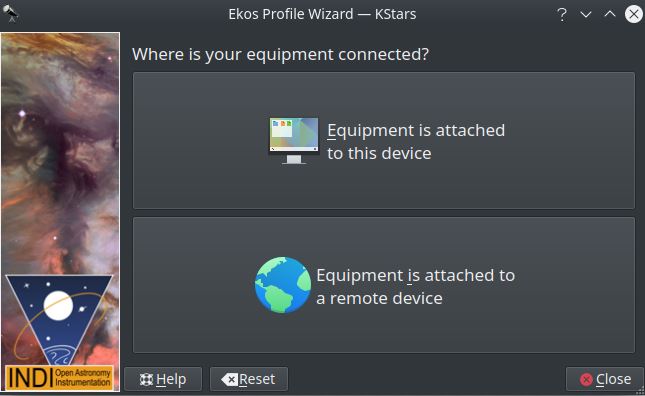 Ekos Profile Wizard — KStars
?
Where is your equipment connected?
Equipment is attached
to this device
Equipment is attached to
a remote device
INDI Open Astronomy
Instrumentation
Help
Reset
Close